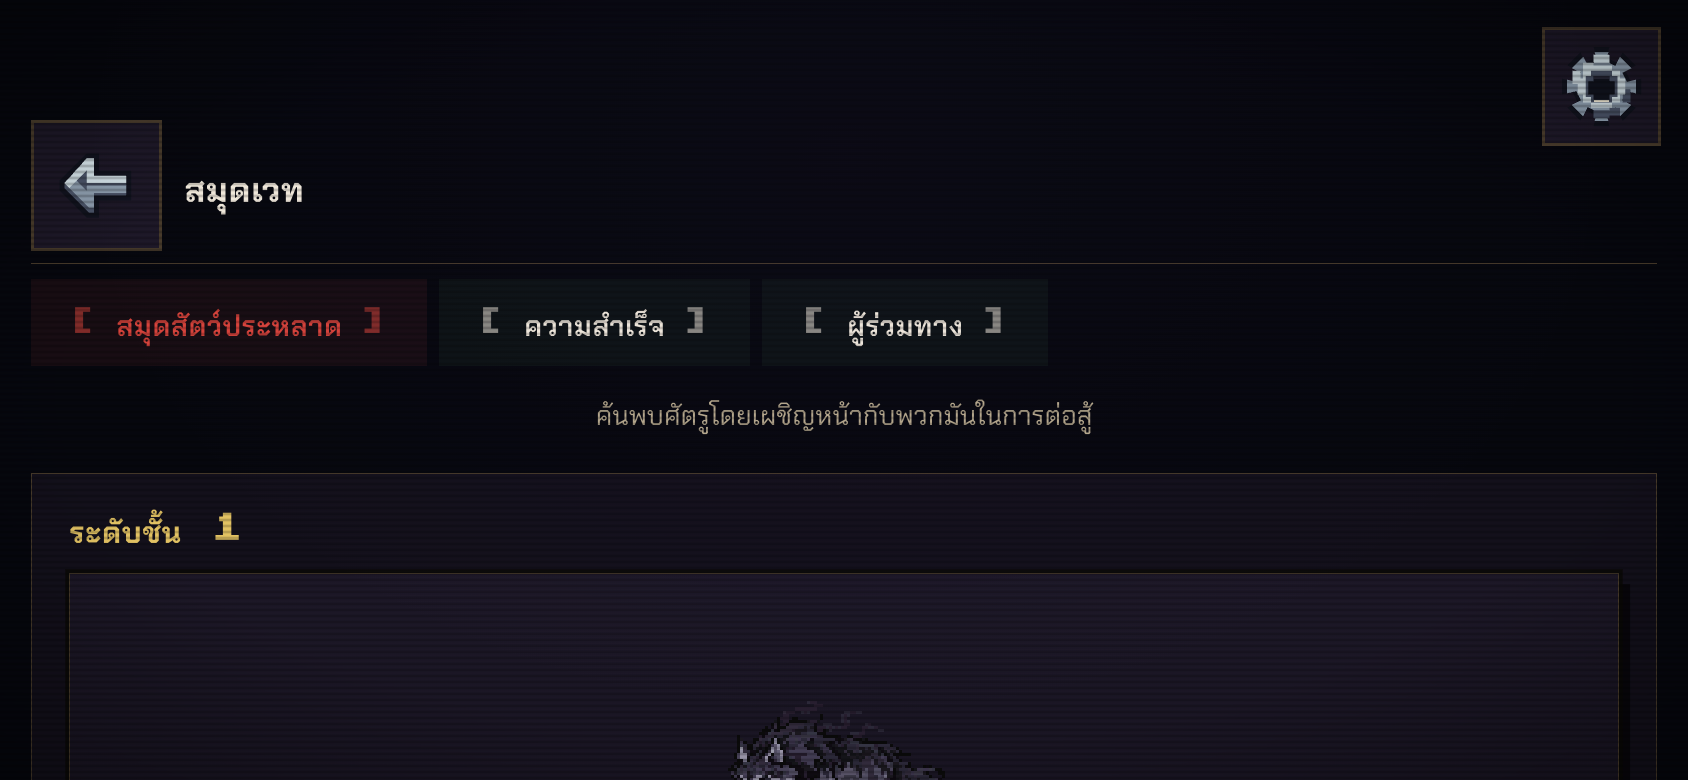 สมุดเวท
[ สมุดสัตว์ประหลาด ] [ ความสำเร็จ ] [ ผู้ร่วมทาง ]
ค้นพบศัตรูโดยเผชิญหน้ากับพวกมันในการต่อสู้
ระดับชั้น 1